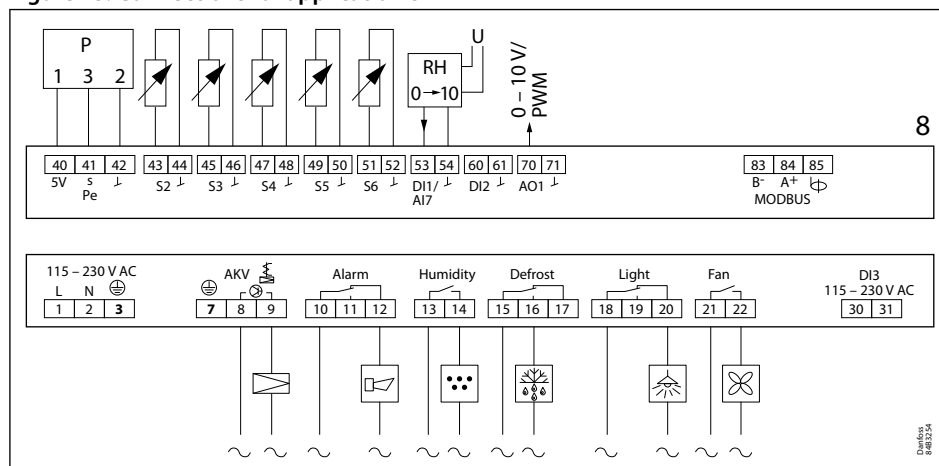 P
1 3 2
U
RH
0→10
0 – 10 V/
PWM
8
40 41 42 43 44 45 46 47 48 49 50 51 52 53 54 60 61 70 71 83 84 85
5V s S2 S3 S4 S5 S6 DI1/ DI2 AO1 B- A+
Pe AI7 MODBUS
115 – 230 V AC AKV Alarm Humidity Defrost Light Fan DI3
L N 115 – 230 V AC
1 2 3 7 8 9 10 11 12 13 14 15 16 17 18 19 20 21 22 30 31
Danfoss
84B3254